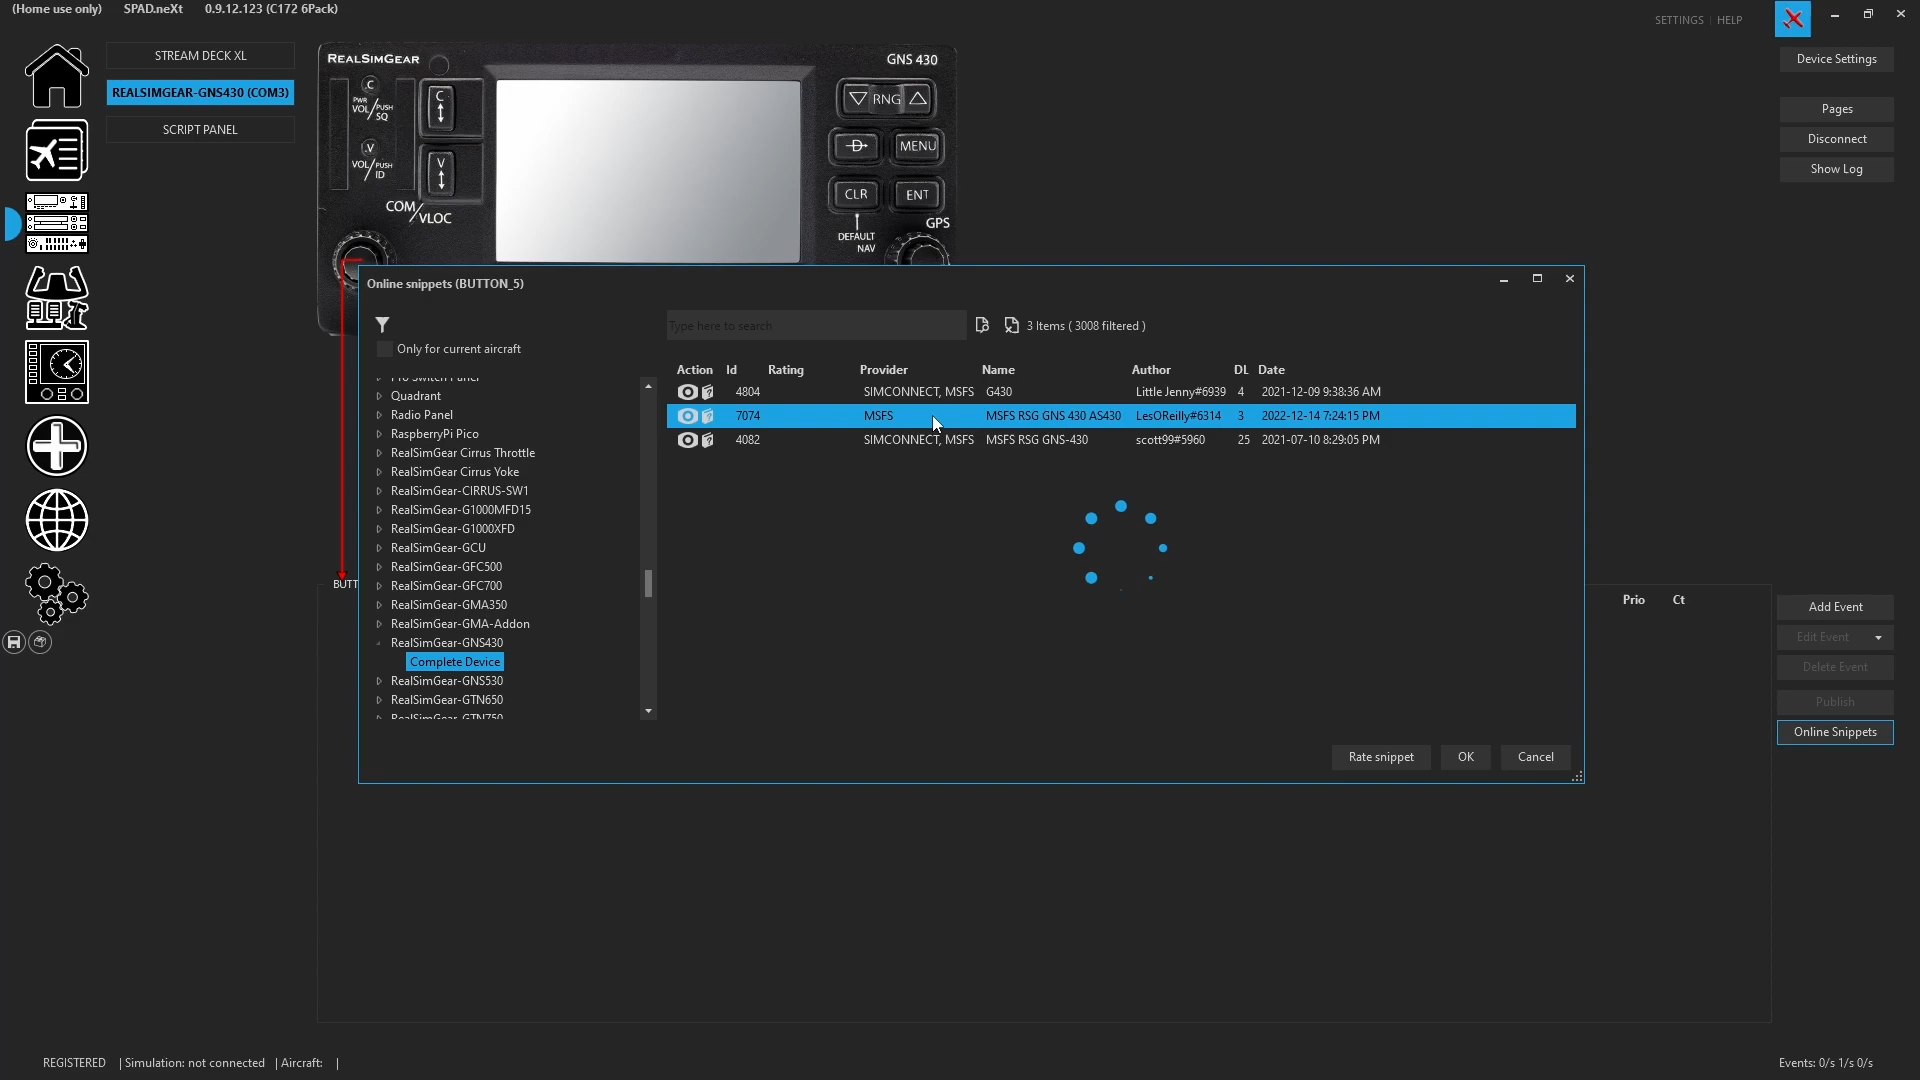 (Home use only) SPAD.neXt 0.9.12.123 (C172 6Pack)
SETTINGS | HELP
STREAM DECK XL
REALSIMGEAR-GNS430 (COM3)
SCRIPT PANEL
REALSIMGEAR
GNS 430
C
PWR
VOL/PUSH
SQ
C
V
VOL/PUSH
ID
V
COM/VLOC
RNG
D
MENU
CLR
ENT
DEFAULT
NAV
GPS
Device Settings
Pages
Disconnect
Show Log
Online snippets (BUTTON_5)
Only for current aircraft
Type here to search
3 Items ( 3008 filtered )
Pro Switch Panel
Quadrant
Radio Panel
RaspberryPi Pico
RealSimGear Cirrus Throttle
RealSimGear Cirrus Yoke
RealSimGear-CIRRUS-SW1
RealSimGear-G1000MFD15
RealSimGear-G1000XFD
RealSimGear-GCU
RealSimGear-GFC500
RealSimGear-GFC700
RealSimGear-GMA350
RealSimGear-GMA-Addon
RealSimGear-GNS430
Complete Device
RealSimGear-GNS530
RealSimGear-GTN650
RealSimGear-GTN750
Action Id Rating Provider Name Author DL Date
4804 SIMCONNECT, MSFS G430 Little Jenny#6939 4 2021-12-09 9:38:36 AM
7074 MSFS MSFS RSG GNS 430 AS430 LesOReilly#6314 3 2022-12-14 7:24:15 PM
4082 SIMCONNECT, MSFS MSFS RSG GNS-430 scott99#5960 25 2021-07-10 8:29:05 PM
Rate snippet
OK
Cancel
BUTT
Prio Ct
Add Event
Edit Event
Delete Event
Publish
Online Snippets
REGISTERED | Simulation: not connected | Aircraft: |
Events: 0/s 1/s 0/s